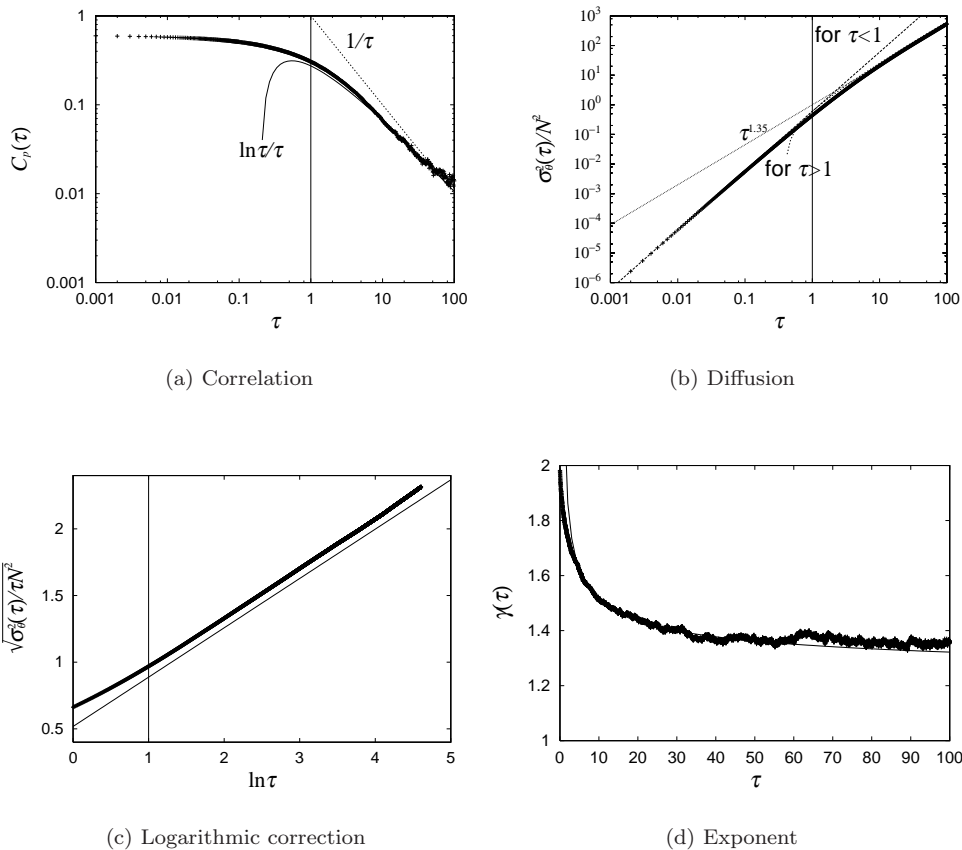 1
0.1
0.01
0.001
0.001 0.01 0.1 1 10 100
C_p(τ)
τ
1/τ
lnτ/τ
(a) Correlation
10^3
10^2
10^1
10^0
10^-1
10^-2
10^-3
10^-4
10^-5
10^-6
0.001 0.01 0.1 1 10 100
σ_θ^2(τ)/N^2
τ
for τ<1
τ^1.35
for τ>1
(b) Diffusion
2
1.5
1
0.5
0 1 2 3 4 5
√σ_θ^2(τ)/τN^2
lnτ
(c) Logarithmic correction
2
1.8
1.6
1.4
1.2
1
0 10 20 30 40 50 60 70 80 90 100
γ(τ)
τ
(d) Exponent